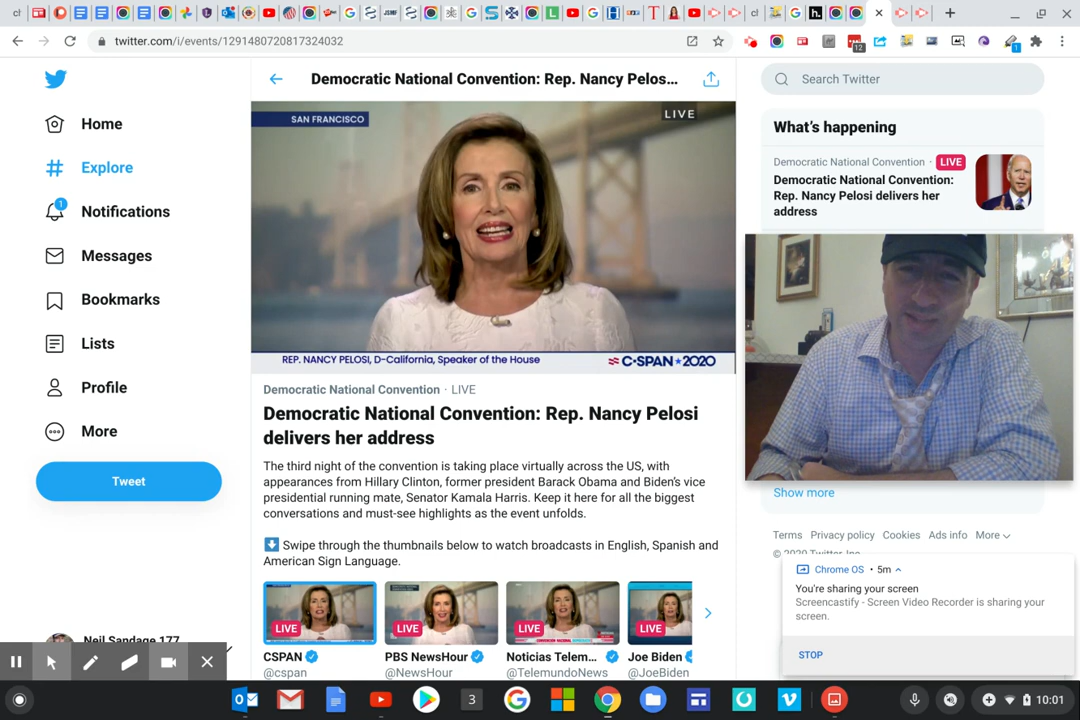 twitter.com/i/events/1291480720817324032
12
1
Home
Explore
1
Notifications
Messages
Bookmarks
Lists
Profile
More
Tweet
Neil Sandage 177
Democratic National Convention: Rep. Nancy Pelos...
SAN FRANCISCO
LIVE
REP. NANCY PELOSI, D-California, Speaker of the House
C-SPAN★2020
Democratic National Convention · LIVE
Democratic National Convention: Rep. Nancy Pelosi
delivers her address
The third night of the convention is taking place virtually across the US, with
appearances from Hillary Clinton, former president Barack Obama and Biden's vice
presidential running mate, Senator Kamala Harris. Keep it here for all the biggest
conversations and must-see highlights as the event unfolds.
Swipe through the thumbnails below to watch broadcasts in English, Spanish and
American Sign Language.
LIVE
LIVE
LIVE
LIVE
CSPAN
@cspan
PBS NewsHour
@NewsHour
Noticias Telem...
@TelemundoNews
Joe Biden
@JoeBiden
Search Twitter
What's happening
Democratic National Convention · LIVE
Democratic National Convention:
Rep. Nancy Pelosi delivers her
address
Show more
Terms Privacy policy Cookies Ads info More
© 2020 Twitter, Inc.
Chrome OS • 5m
You're sharing your screen
Screencastify - Screen Video Recorder is sharing your
screen.
STOP
3
10:01